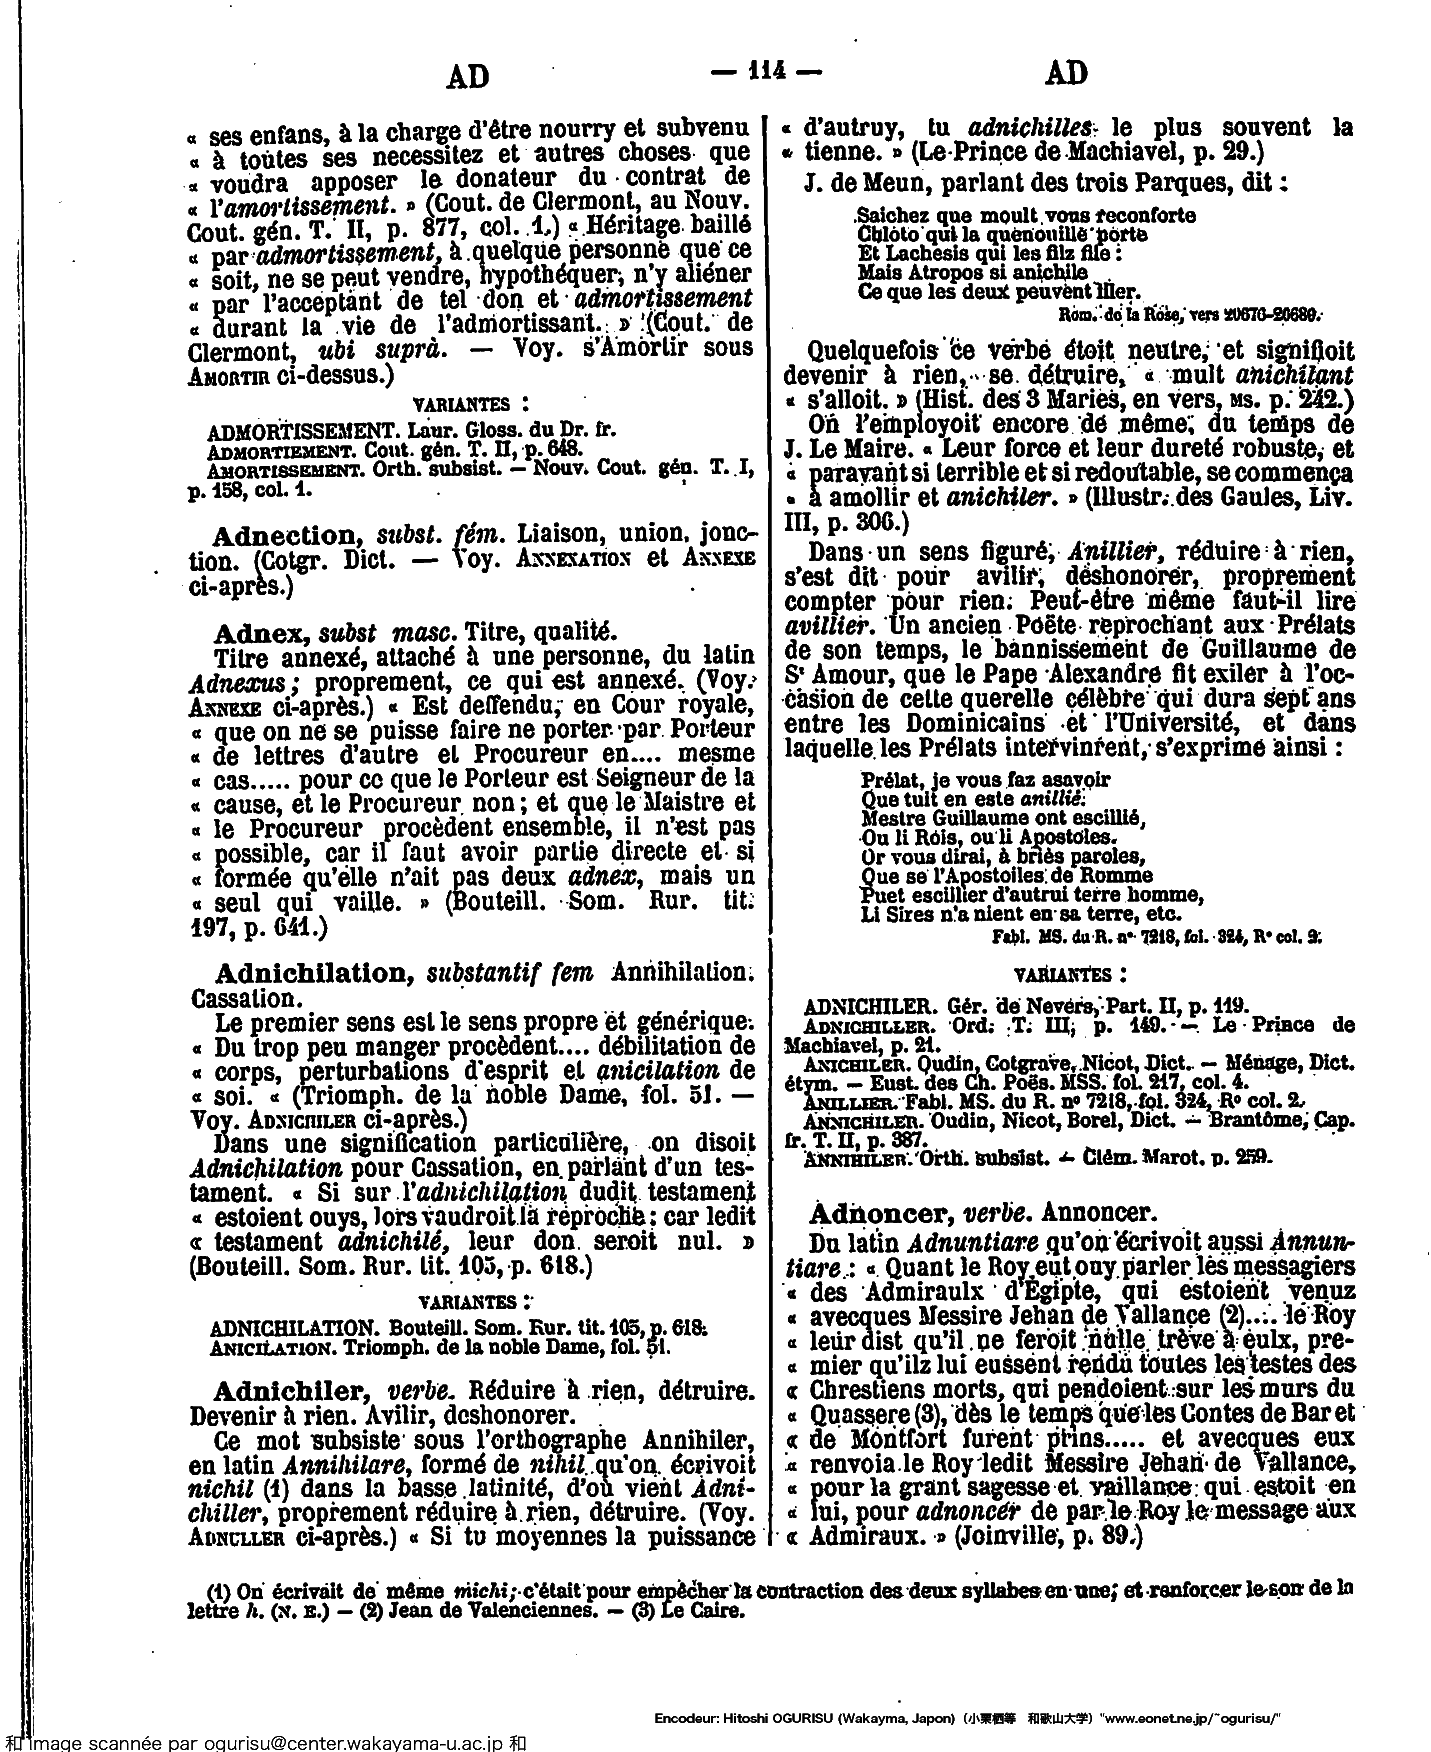 AD
— 114 —
AD
« ses enfans, à la charge d'être nourry et subvenu
« à toutes ses necessitez et autres choses que
« voudra apposer le donateur du contrat de
« l'amortissement. » (Cout. de Clermont, au Nouv.
Cout. gén. T. II, p. 877, col. 1.) « Héritage baillé
« par admortissement, à quelque personne que ce
« soit, ne se peut vendre, hypothéquer, n'y aliéner
« par l'acceptant de tel don et admortissement
« durant la vie de l'admortissant. » (Cout. de
Clermont, ubi suprà. — Voy. s'Amortir sous
AMORTIR ci-dessus.)
VARIANTES :
ADMORTISSEMENT. Laur. Gloss. du Dr. fr.
ADMORTIEMENT. Cout. gén. T. II, p. 648.
AMORTISSEMENT. Orth. subsist. — Nouv. Cout. gén. T. I,
p. 158, col. 1.
Adnection, subst. fém. Liaison, union, jonc-
tion. (Cotgr. Dict. — Voy. ANNEXATION et ANNEXE
ci-après.)
Adnex, subst masc. Titre, qualité.
Titre annexé, attaché à une personne, du latin
Adnexus; proprement, ce qui est annexé. (Voy.
ANNEXE ci-après.) « Est deffendu, en Cour royale,
« que on ne se puisse faire ne porter par Porteur
« de lettres d'autre et Procureur en.... mesme
« cas..... pour ce que le Porteur est Seigneur de la
« cause, et le Procureur non; et que le Maistre et
« le Procureur procèdent ensemble, il n'est pas
« possible, car il faut avoir partie directe et si
« formée qu'elle n'ait pas deux adnex, mais un
« seul qui vaille. » (Bouteill. Som. Rur. tit.
197, p. 641.)
Adnichilation, substantif fem Annihilation.
Cassation.
Le premier sens est le sens propre et générique.
« Du trop peu manger procèdent.... débilitation de
« corps, perturbations d'esprit et anicilation de
« soi. « (Triomph. de la noble Dame, fol. 51. —
Voy. ADNICHILER ci-après.)
Dans une signification particulière, on disoit
Adnichilation pour Cassation, en parlant d'un tes-
tament. « Si sur l'adnichilation dudit testament
« estoient ouys, lors vaudroit la reproche : car ledit
« testament adnichilé, leur don seroit nul. »
(Bouteill. Som. Rur. tit. 105, p. 618.)
VARIANTES :
ADNICHILATION. Bouteill. Som. Rur. tit. 105, p. 618.
ANICILATION. Triomph. de la noble Dame, fol. 51.
Adnichiler, verbe. Réduire à rien, détruire.
Devenir à rien. Avilir, deshonorer.
Ce mot subsiste sous l'orthographe Annihiler,
en latin Annihilare, formé de nihil qu'on écrivoit
nichil (1) dans la basse latinité, d'où vient Adni-
chiller, proprement réduire à rien, détruire. (Voy.
ADNULLER ci-après.) « Si tu moyennes la puissance
« d'autruy, tu adnichilles le plus souvent la
« tienne. » (Le Prince de Machiavel, p. 29.)
J. de Meun, parlant des trois Parques, dit :
Saichez que moult vous reconforte
Chloto qui la quenouille porte
Et Lachesis qui les filz file :
Mais Atropos si anichile
Ce que les deux peuvent filer.
Rom. de la Rose, vers 20676-20680.
Quelquefois ce verbe étoit neutre, et signifioit
devenir à rien, se détruire, « mult anichilant
« s'alloit. » (Hist. des 3 Maries, en vers, MS. p. 242.)
On l'employoit encore de même, du temps de
J. Le Maire. « Leur force et leur dureté robuste, et
« paravant si terrible et si redoutable, se commença
« à amollir et anichiler. » (Illustr. des Gaules, Liv.
III, p. 306.)
Dans un sens figuré, Anillier, réduire à rien,
s'est dit pour avilir, déshonorer, proprement
compter pour rien. Peut-être même faut-il lire
avillier. Un ancien Poëte reprochant aux Prélats
de son temps, le bannissement de Guillaume de
St Amour, que le Pape Alexandre fit exiler à l'oc-
casion de cette querelle célèbre qui dura sept ans
entre les Dominicains et l'Université, et dans
laquelle les Prélats intervinrent, s'exprime ainsi :
Prélat, je vous faz asavoir
Que tuit en este anillié.
Mestre Guillaume ont escillié,
Ou li Rois, ou li Apostoles.
Or vous dirai, à briès paroles,
Que se l'Apostoiles de Romme
Puet escillier d'autrui terre homme,
Li Sires n'a nient en sa terre, etc.
Fabl. MS. du R. n° 7218, fol. 324, R° col. 2.
VARIANTES :
ADNICHILER. Gér. de Nevers, Part. II, p. 119.
ADNICHILLER. Ord. T. III, p. 149. — Le Prince de
Machiavel, p. 21.
ANICHILER. Oudin, Cotgrave, Nicot, Dict. — Ménage, Dict.
étym. — Eust. des Ch. Poës. MSS. fol. 217, col. 4.
ANILLIER. Fabl. MS. du R. n° 7218, fol. 324, R° col. 2.
ANNICHILER. Oudin, Nicot, Borel, Dict. — Brantôme, Cap.
fr. T. II, p. 387.
ANNIHILER. Orth. subsist. — Clém. Marot. p. 259.
Adnoncer, verbe. Annoncer.
Du latin Adnuntiare qu'on écrivoit aussi Annun-
tiare : « Quant le Roy eut ouy parler les messagiers
« des Admiraulx d'Egipte, qui estoient venuz
« avecques Messire Jehan de Vallance (2).... le Roy
« leur dist qu'il ne feroit nulle trève à eulx, pre-
« mier qu'ilz lui eussent rendu toutes les testes des
« Chrestiens morts, qui pendoient sur les murs du
« Quassere (3), dès le temps que les Contes de Bar et
« de Montfort furent prins..... et avecques eux
« renvoia le Roy ledit Messire Jehan de Vallance,
« pour la grant sagesse et vaillance qui estoit en
« lui, pour adnoncer de par le Roy le message aux
« Admiraux. » (Joinville, p. 89.)
(1) On écrivait de même michi; c'était pour empêcher la contraction des deux syllabes en une, et renforcer le son de la
lettre h. (N. E.) — (2) Jean de Valenciennes. — (3) Le Caire.
Encodeur: Hitoshi OGURISU (Wakayma, Japon) (小栗栖等 和歌山大学) "www.eonet.ne.jp/~ogurisu/"
和 image scannée par ogurisu@center.wakayama-u.ac.jp 和